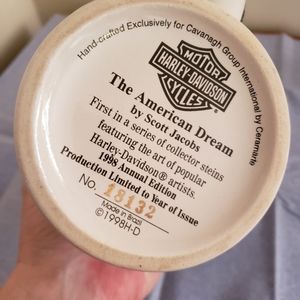 Hand-crafted Exclusively for Cavanagh Group International by Ceramarte
MOTOR
HARLEY-DAVIDSON
CYCLES
The American Dream
by Scott Jacobs
First in a series of collector steins
featuring the art of popular
Harley-Davidson® artists.
1998 Annual Edition
Production Limited to Year of Issue
No. 18132
Made in Brazil
©1998H-D